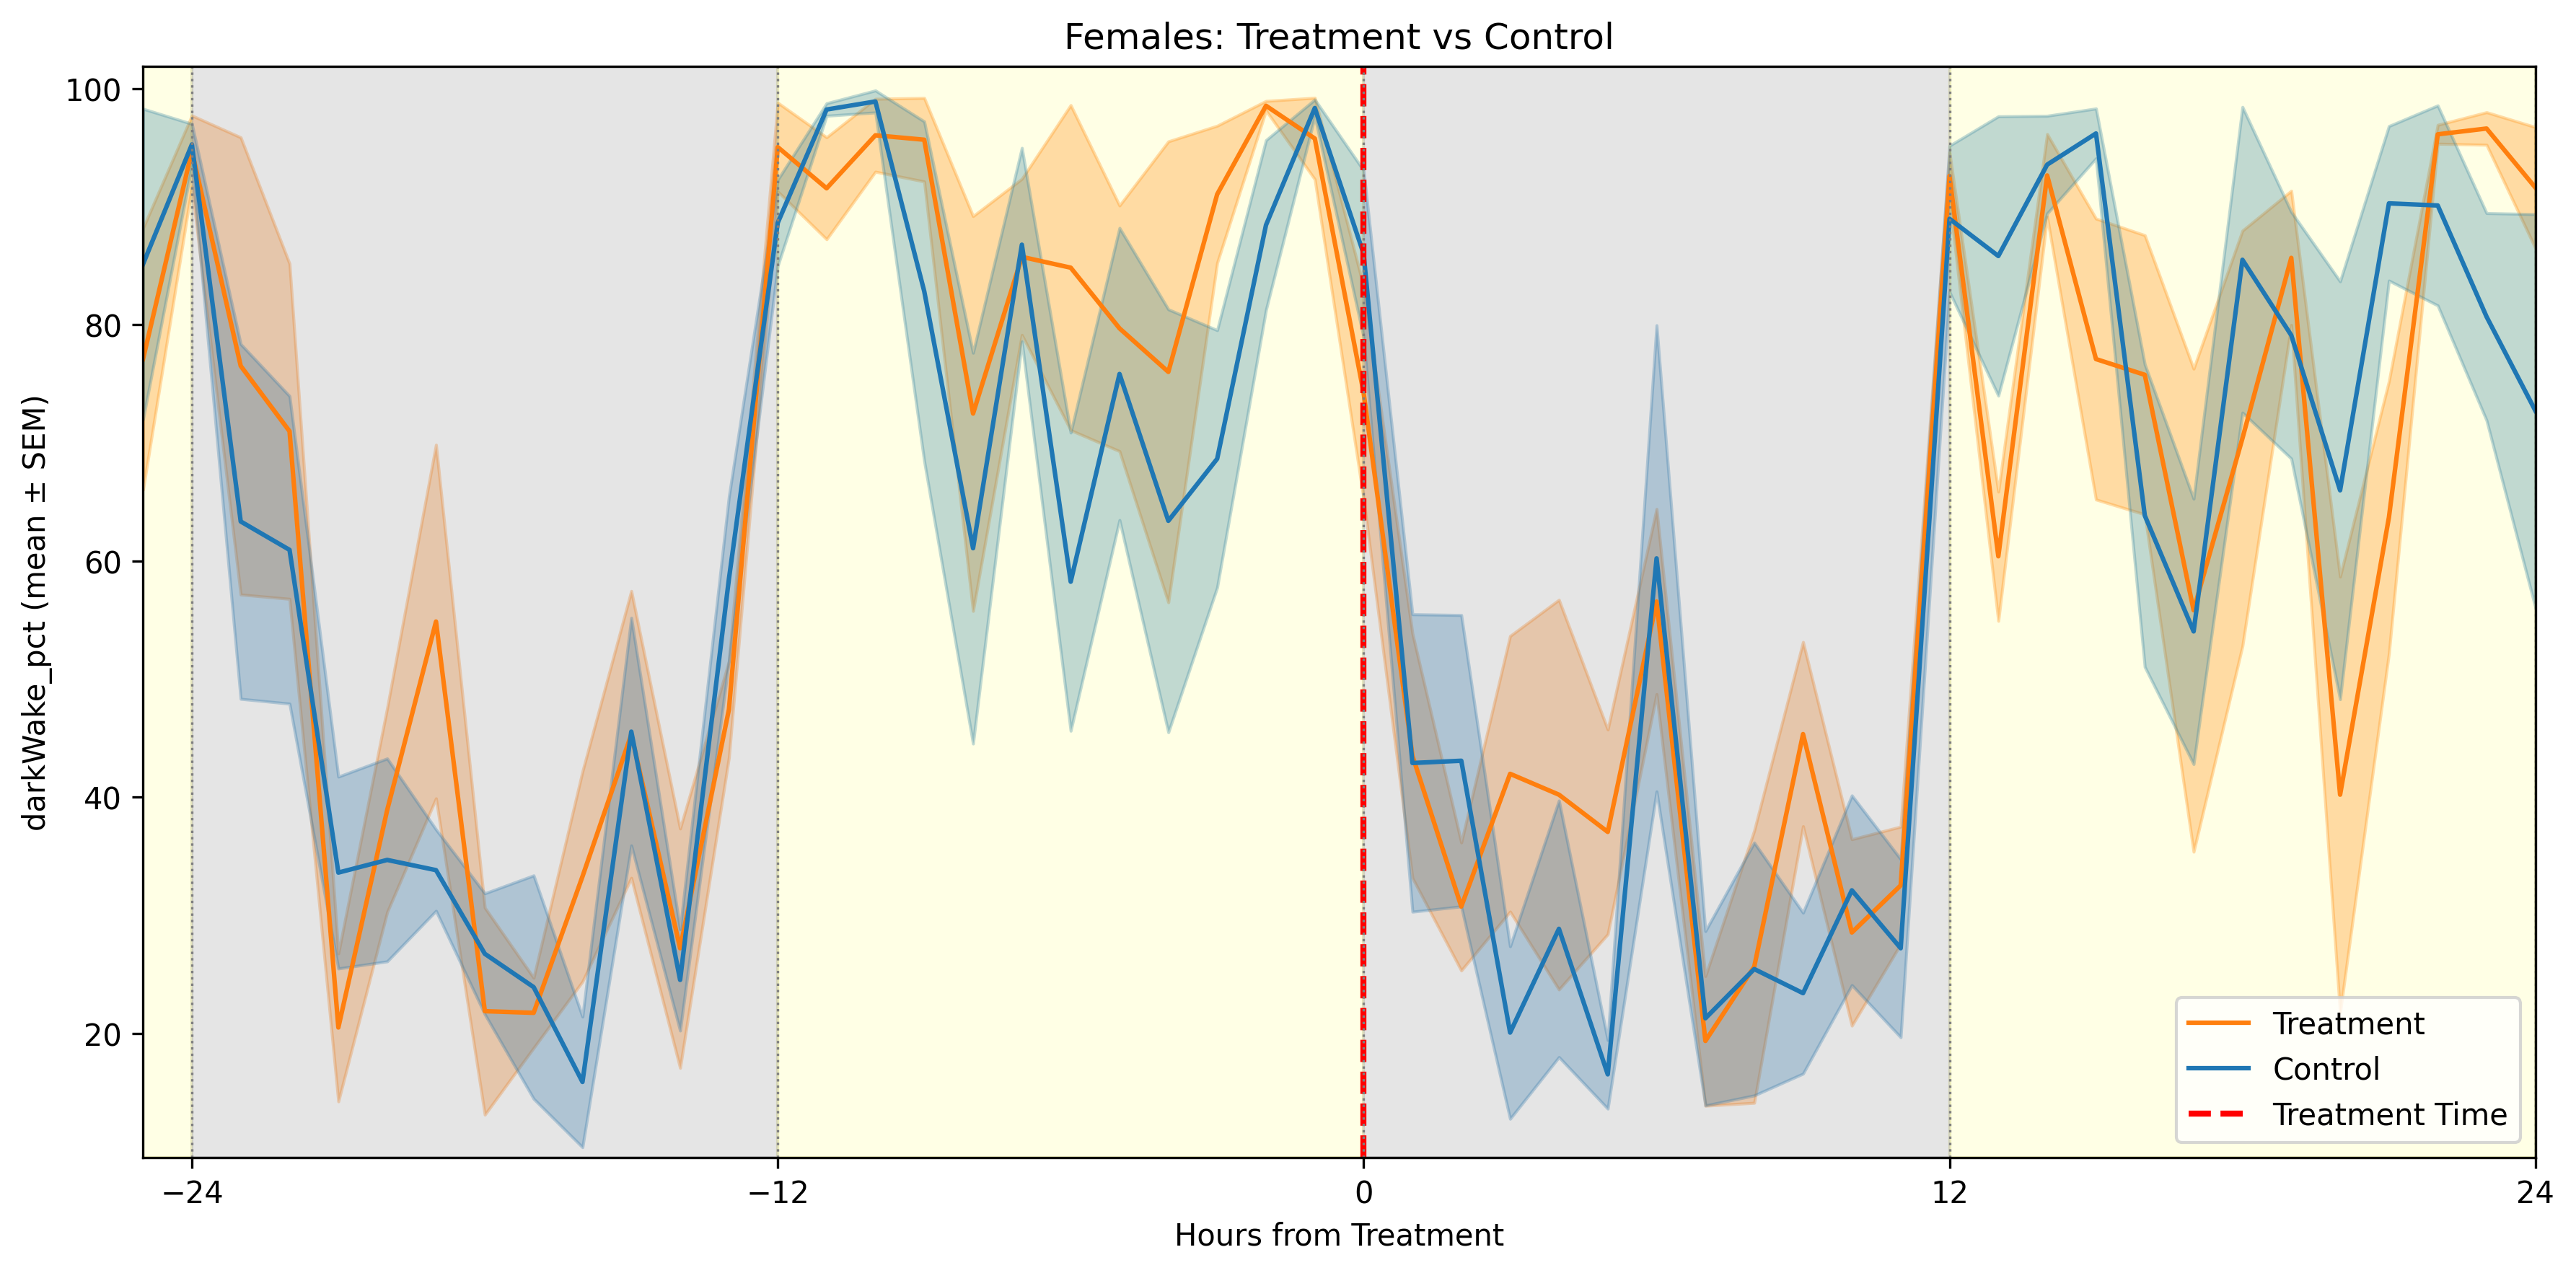 Females: Treatment vs Control
darkWake_pct (mean ± SEM)
100
80
60
40
20
−24
−12
0
12
24
Hours from Treatment
Treatment
Control
Treatment Time